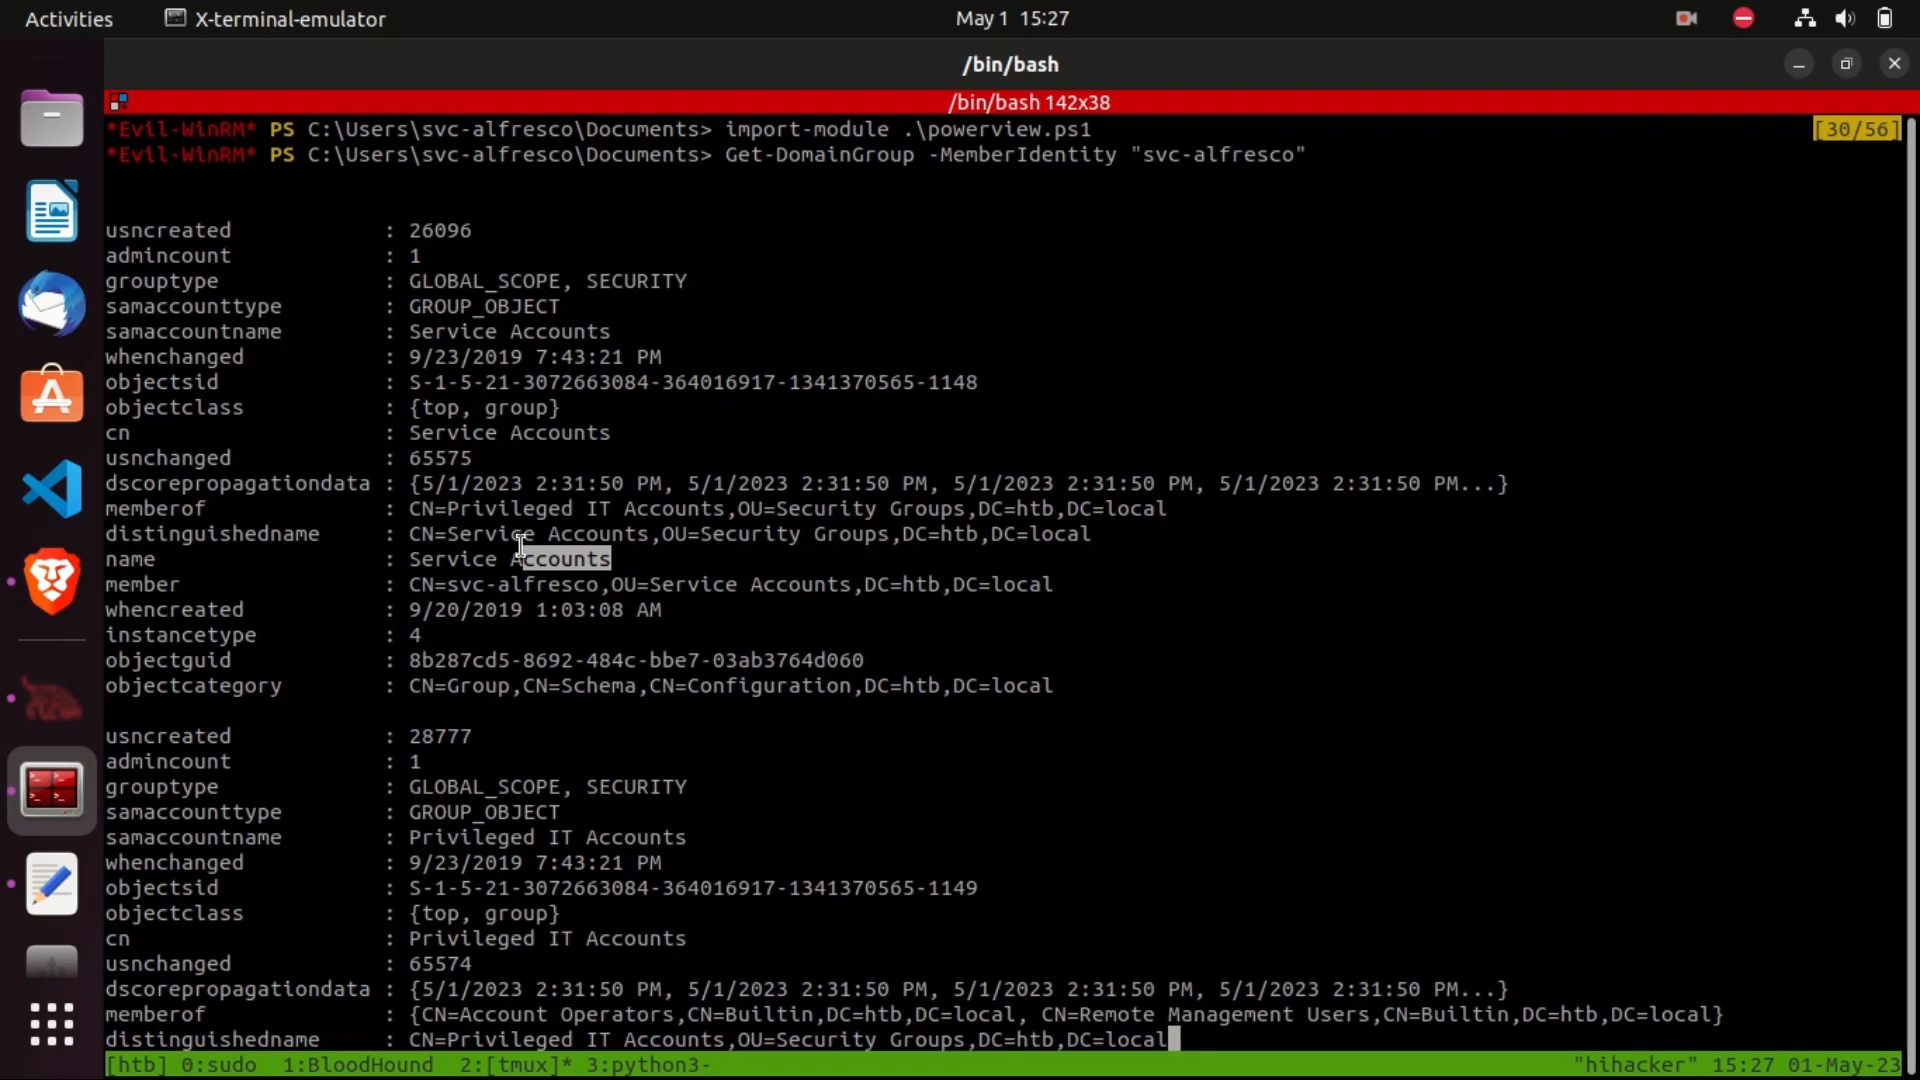 Activities X-terminal-emulator May 1 15:27
/bin/bash
/bin/bash 142x38
*Evil-WinRM* PS C:\Users\svc-alfresco\Documents> import-module .\powerview.ps1 [30/56]
*Evil-WinRM* PS C:\Users\svc-alfresco\Documents> Get-DomainGroup -MemberIdentity "svc-alfresco"
usncreated : 26096
admincount : 1
grouptype : GLOBAL_SCOPE, SECURITY
samaccounttype : GROUP_OBJECT
samaccountname : Service Accounts
whenchanged : 9/23/2019 7:43:21 PM
objectsid : S-1-5-21-3072663084-364016917-1341370565-1148
objectclass : {top, group}
cn : Service Accounts
usnchanged : 65575
dscorepropagationdata : {5/1/2023 2:31:50 PM, 5/1/2023 2:31:50 PM, 5/1/2023 2:31:50 PM, 5/1/2023 2:31:50 PM...}
memberof : CN=Privileged IT Accounts,OU=Security Groups,DC=htb,DC=local
distinguishedname : CN=Service Accounts,OU=Security Groups,DC=htb,DC=local
name : Service Accounts
member : CN=svc-alfresco,OU=Service Accounts,DC=htb,DC=local
whencreated : 9/20/2019 1:03:08 AM
instancetype : 4
objectguid : 8b287cd5-8692-484c-bbe7-03ab3764d060
objectcategory : CN=Group,CN=Schema,CN=Configuration,DC=htb,DC=local
usncreated : 28777
admincount : 1
grouptype : GLOBAL_SCOPE, SECURITY
samaccounttype : GROUP_OBJECT
samaccountname : Privileged IT Accounts
whenchanged : 9/23/2019 7:43:21 PM
objectsid : S-1-5-21-3072663084-364016917-1341370565-1149
objectclass : {top, group}
cn : Privileged IT Accounts
usnchanged : 65574
dscorepropagationdata : {5/1/2023 2:31:50 PM, 5/1/2023 2:31:50 PM, 5/1/2023 2:31:50 PM, 5/1/2023 2:31:50 PM...}
memberof : {CN=Account Operators,CN=Builtin,DC=htb,DC=local, CN=Remote Management Users,CN=Builtin,DC=htb,DC=local}
distinguishedname : CN=Privileged IT Accounts,OU=Security Groups,DC=htb,DC=local
[htb] 0:sudo 1:BloodHound 2:[tmux]* 3:python3- "hihacker" 15:27 01-May-23